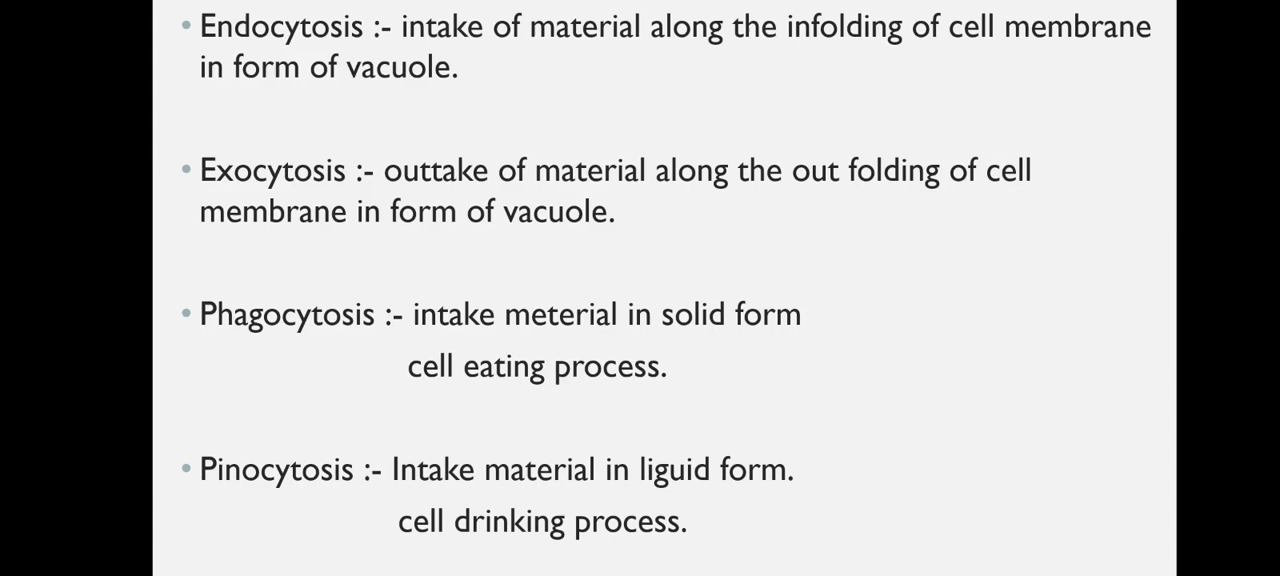 • Endocytosis :- intake of material along the infolding of cell membrane
in form of vacuole.
• Exocytosis :- outtake of material along the out folding of cell
membrane in form of vacuole.
• Phagocytosis :- intake meterial in solid form
cell eating process.
• Pinocytosis :- Intake material in liguid form.
cell drinking process.